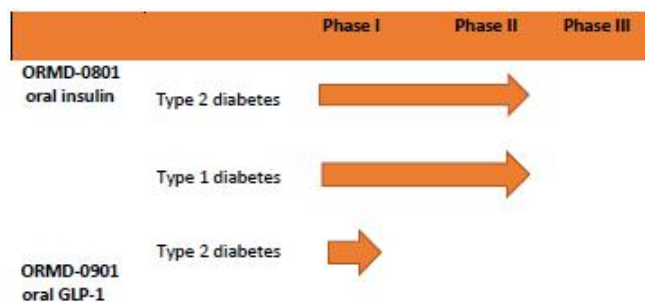 Phase I Phase II Phase III
ORMD-0801
oral insulin
Type 2 diabetes
Type 1 diabetes
Type 2 diabetes
ORMD-0901
oral GLP-1